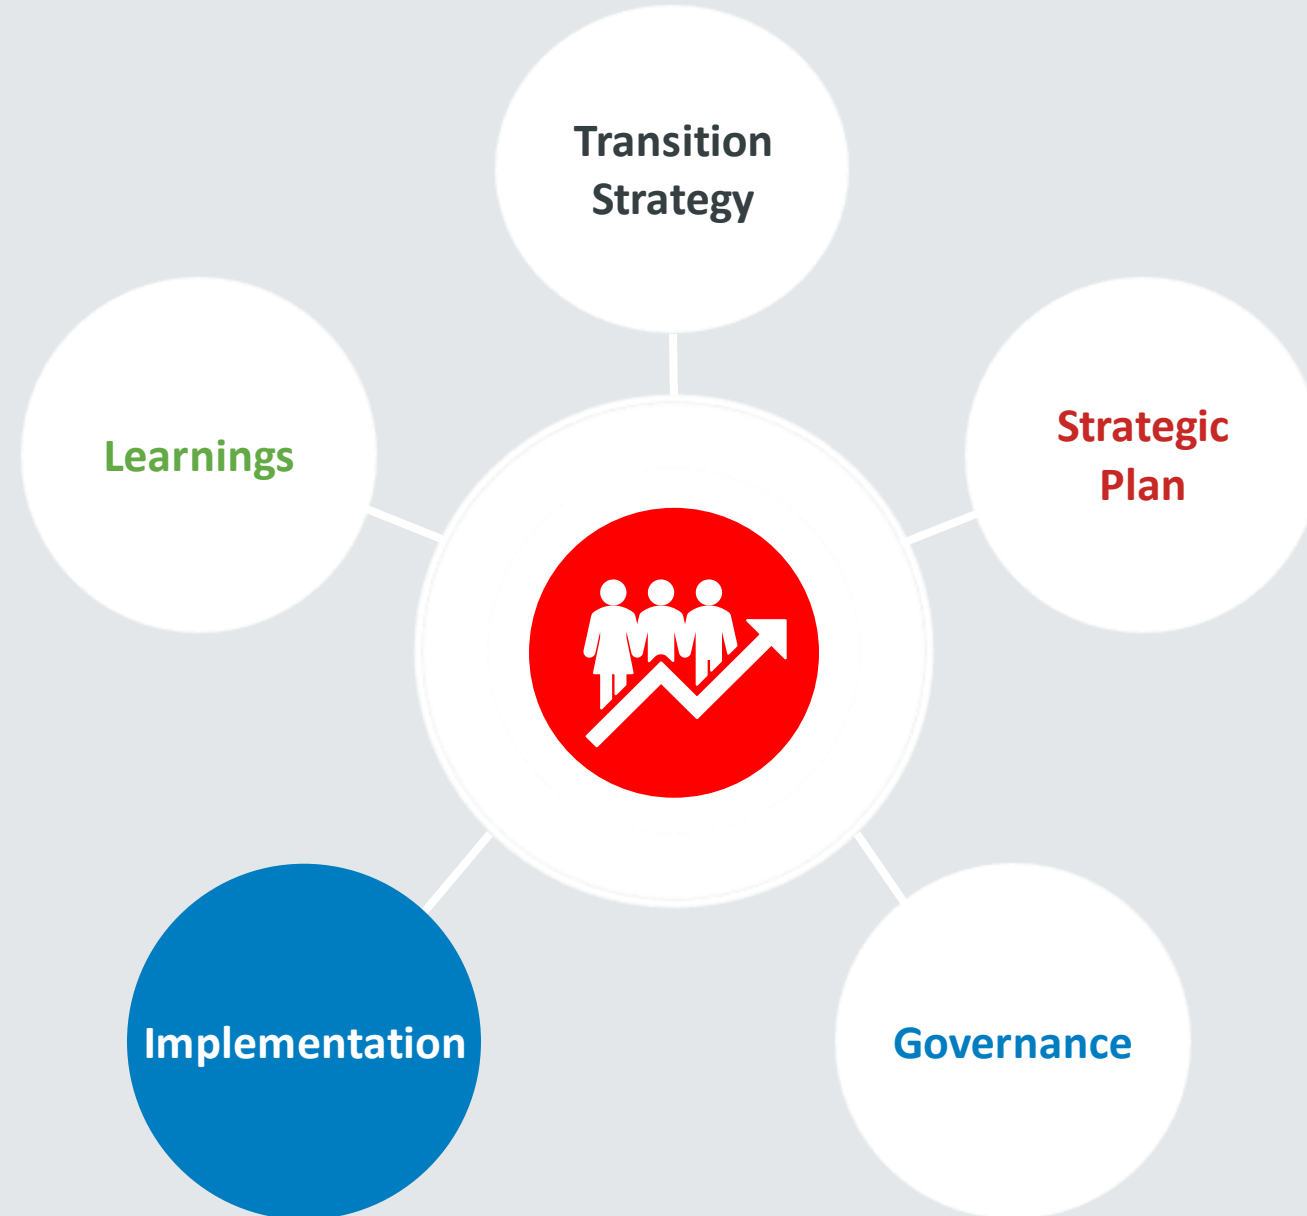 Transition
Strategy
Strategic
Plan
Learnings
Implementation
Governance